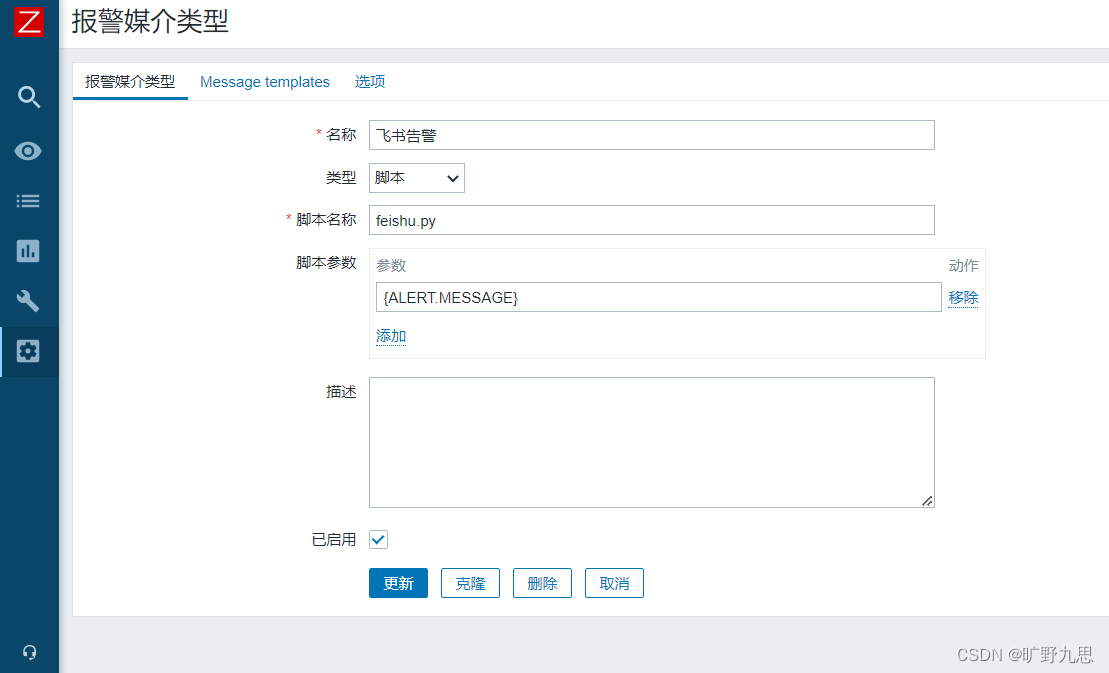 Z
报警媒介类型
报警媒介类型 Message templates 选项
* 名称 飞书告警
类型 脚本
* 脚本名称 feishu.py
脚本参数 参数 动作
{ALERT.MESSAGE} 移除
添加
描述
已启用
更新 克隆 删除 取消
CSDN @旷野九思